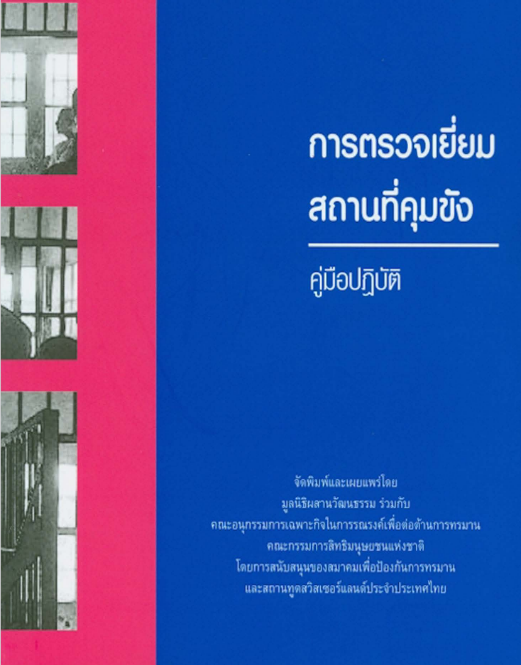 การตรวจเยี่ยม
สถานที่คุมขัง
คู่มือปฏิบัติ
จัดพิมพ์และเผยแพร่โดย
มูลนิธิผสานวัฒนธรรม ร่วมกับ
คณะอนุกรรมการเฉพาะกิจในการรณรงค์เพื่อต่อต้านการทรมาน
คณะกรรมการสิทธิมนุษยชนแห่งชาติ
โดยการสนับสนุนของสมาคมเพื่อป้องกันการทรมาน
และสถานทูตสวิสเซอร์แลนด์ประจำประเทศไทย